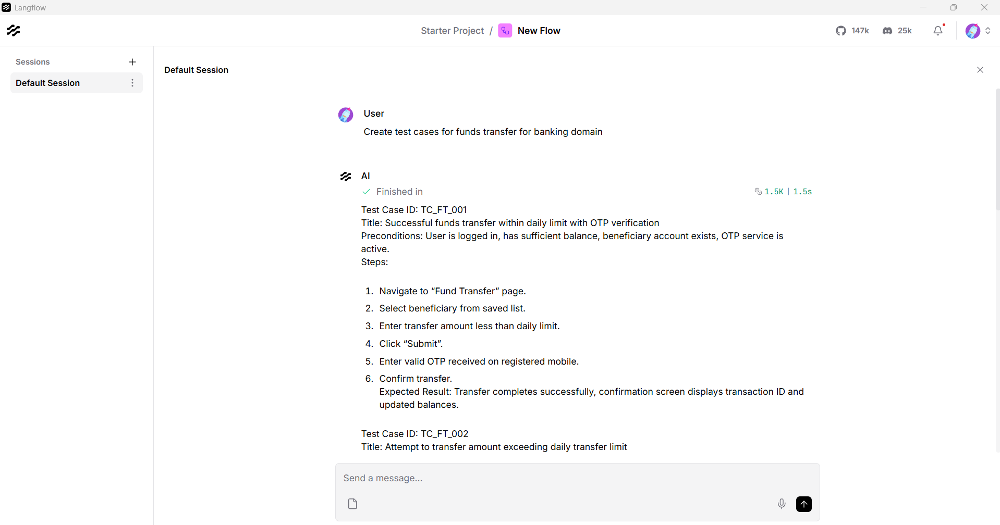 Langflow
Starter Project / New Flow
147k
25k
Sessions
Default Session
Default Session
User
Create test cases for funds transfer for banking domain
AI
Finished in
1.5K | 1.5s
Test Case ID: TC_FT_001
Title: Successful funds transfer within daily limit with OTP verification
Preconditions: User is logged in, has sufficient balance, beneficiary account exists, OTP service is
active.
Steps:
1. Navigate to “Fund Transfer” page.
2. Select beneficiary from saved list.
3. Enter transfer amount less than daily limit.
4. Click “Submit”.
5. Enter valid OTP received on registered mobile.
6. Confirm transfer.
Expected Result: Transfer completes successfully, confirmation screen displays transaction ID and
updated balances.
Test Case ID: TC_FT_002
Title: Attempt to transfer amount exceeding daily transfer limit
Send a message...